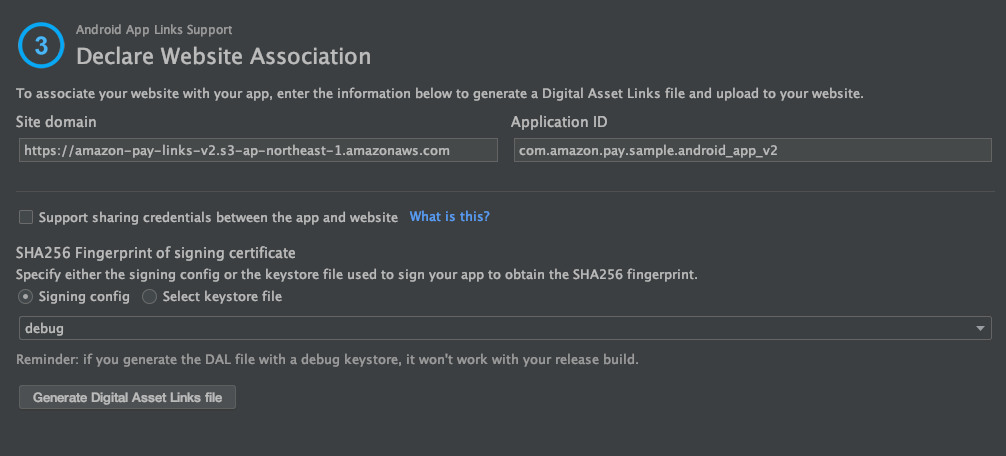 Android App Links Support
3
Declare Website Association
To associate your website with your app, enter the information below to generate a Digital Asset Links file and upload to your website.
Site domain
Application ID
https://amazon-pay-links-v2.s3-ap-northeast-1.amazonaws.com
com.amazon.pay.sample.android_app_v2
Support sharing credentials between the app and website What is this?
SHA256 Fingerprint of signing certificate
Specify either the signing config or the keystore file used to sign your app to obtain the SHA256 fingerprint.
Signing config Select keystore file
debug
Reminder: if you generate the DAL file with a debug keystore, it won't work with your release build.
Generate Digital Asset Links file